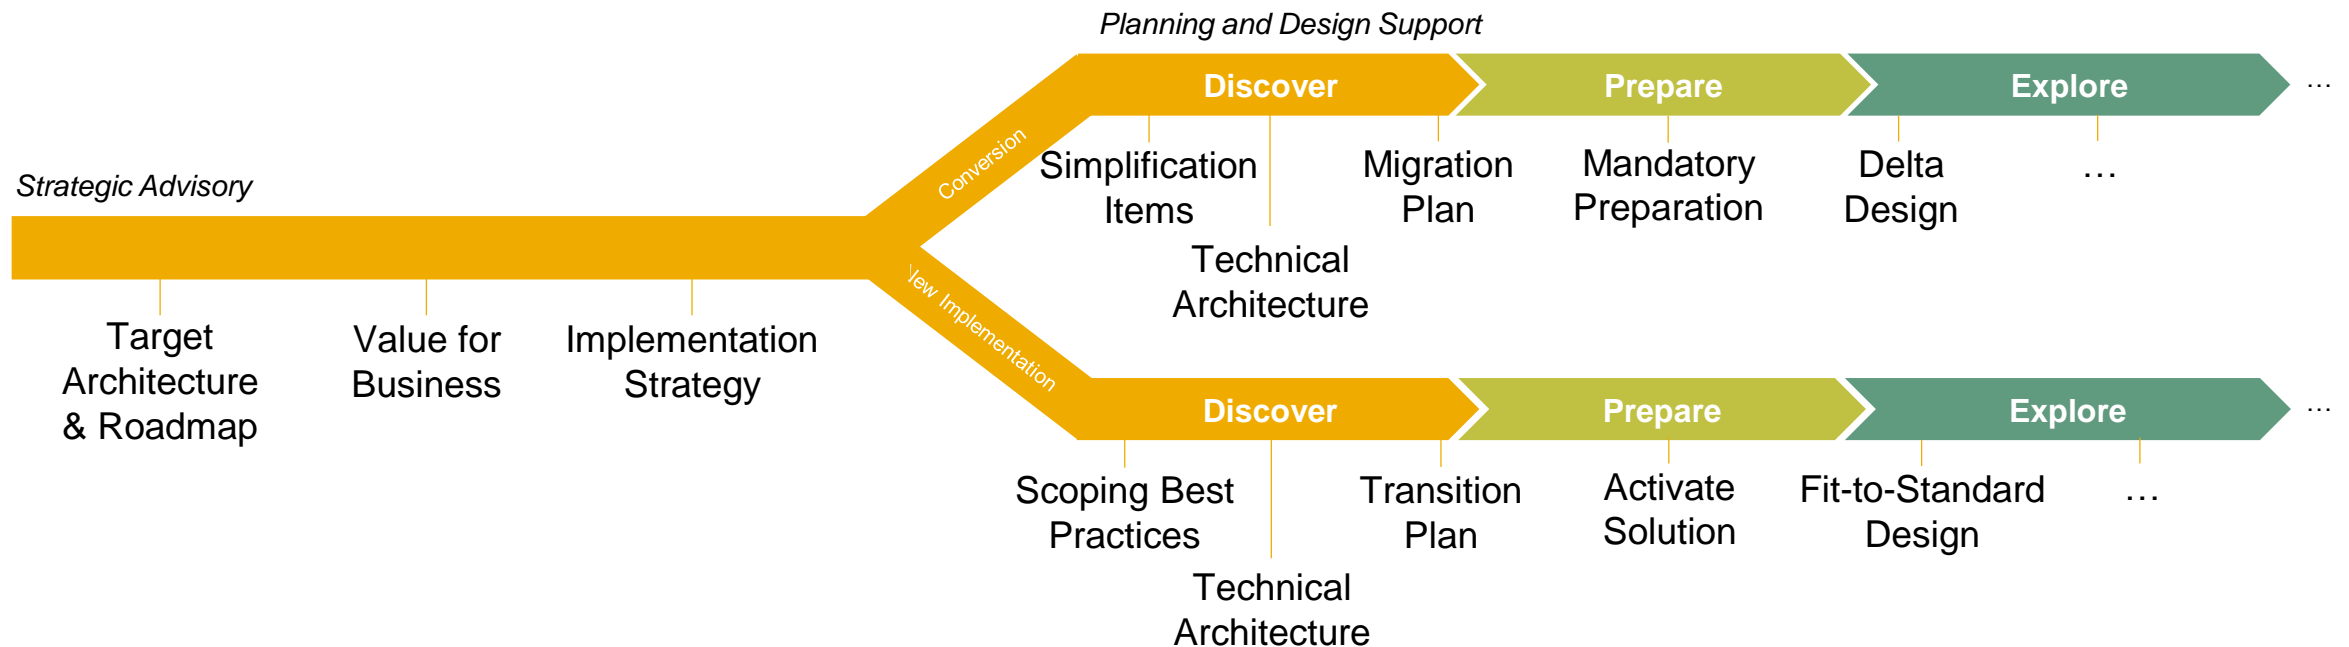 Planning and Design Support
Discover
Prepare
Explore
…
Conversion
Simplification
Items
Technical
Architecture
Migration
Plan
Mandatory
Preparation
Delta
Design
…
Strategic Advisory
Target
Architecture
& Roadmap
Value for
Business
Implementation
Strategy
New Implementation
Discover
Prepare
Explore
…
Scoping Best
Practices
Technical
Architecture
Transition
Plan
Activate
Solution
Fit-to-Standard
Design
…